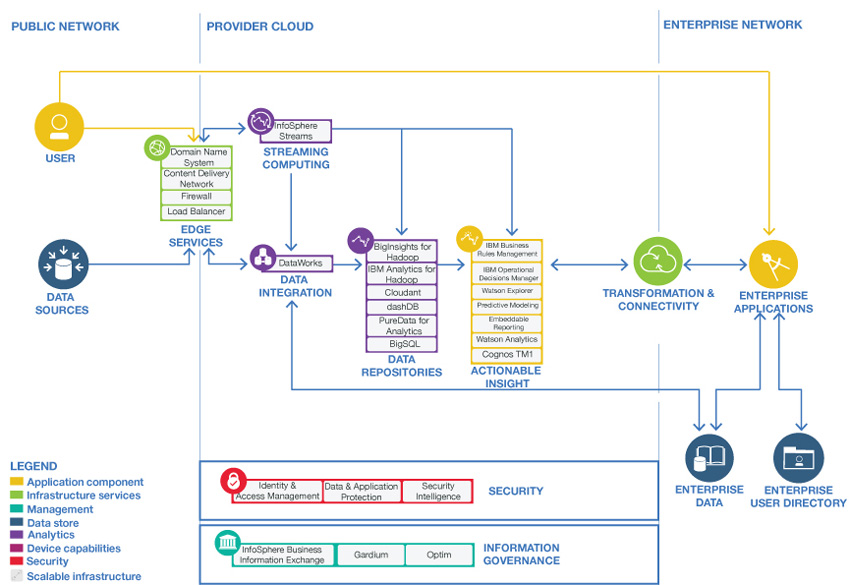 PUBLIC NETWORK
PROVIDER CLOUD
ENTERPRISE NETWORK
USER
InfoSphere
Streams
STREAMING
COMPUTING
Domain Name
System
Content Delivery
Network
Firewall
Load Balancer
EDGE
SERVICES
DATA
SOURCES
DataWorks
DATA
INTEGRATION
BigInsights for
Hadoop
IBM Analytics for
Hadoop
Cloudant
dashDB
PureData for
Analytics
BigSQL
DATA
REPOSITORIES
IBM Business
Rules Management
IBM Operational
Decisions Manager
Watson Explorer
Predictive Modeling
Embeddable
Reporting
Watson Analytics
Cognos TM1
ACTIONABLE
INSIGHT
TRANSFORMATION &
CONNECTIVITY
ENTERPRISE
APPLICATIONS
ENTERPRISE
DATA
ENTERPRISE
USER DIRECTORY
LEGEND
Application component
Infrastructure services
Management
Data store
Analytics
Device capabilities
Security
Scalable infrastructure
Identity &
Access Management
Data & Application
Protection
Security
Intelligence
SECURITY
InfoSphere Business
Information Exchange
Gardium
Optim
INFORMATION
GOVERNANCE